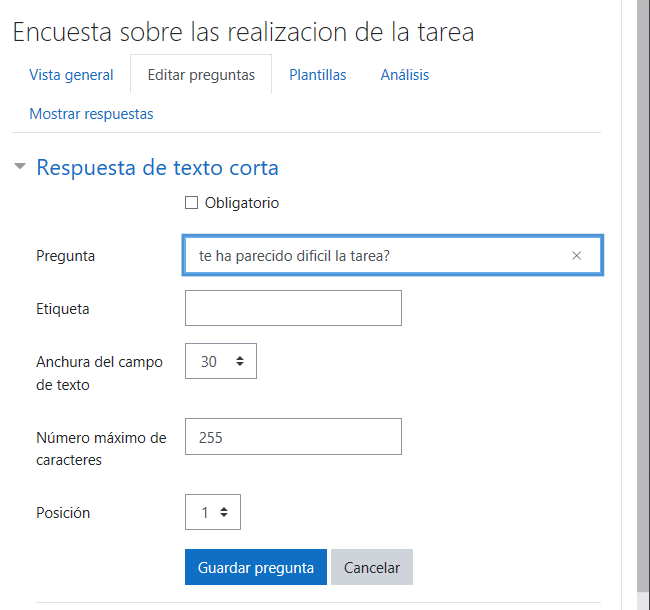 Encuesta sobre las realizacion de la tarea
Vista general
Editar preguntas
Plantillas
Análisis
Mostrar respuestas
Respuesta de texto corta
Obligatorio
Pregunta
te ha parecido dificil la tarea?
Etiqueta
Anchura del campo
de texto
30
Número máximo de
caracteres
255
Posición
1
Guardar pregunta
Cancelar